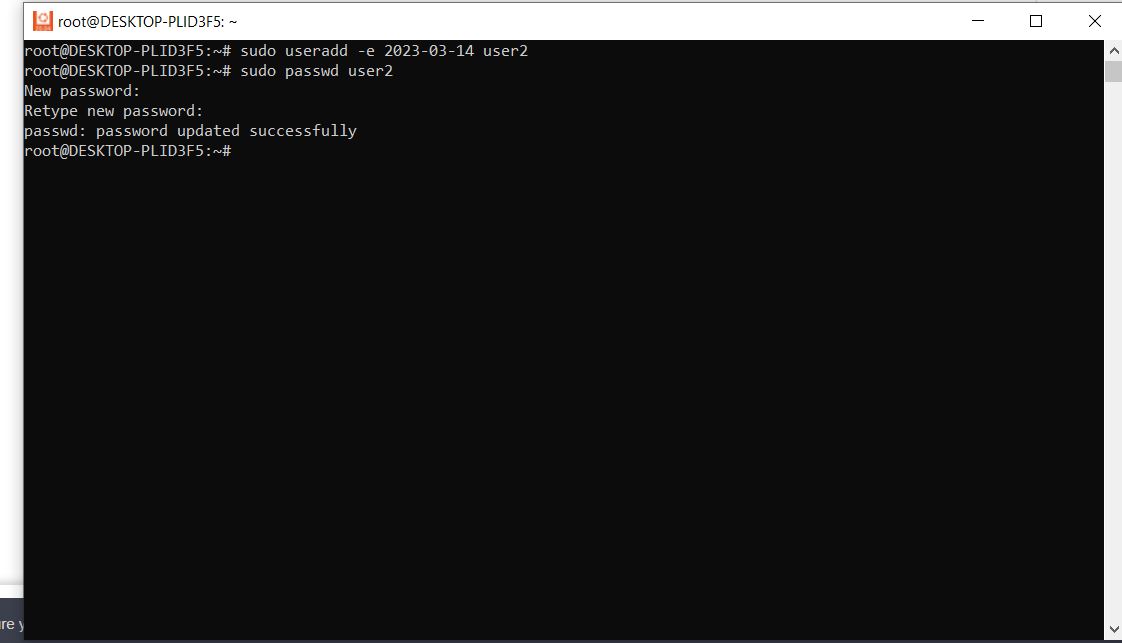 root@DESKTOP-PLID3F5: ~
root@DESKTOP-PLID3F5:~# sudo useradd -e 2023-03-14 user2
root@DESKTOP-PLID3F5:~# sudo passwd user2
New password:
Retype new password:
passwd: password updated successfully
root@DESKTOP-PLID3F5:~#